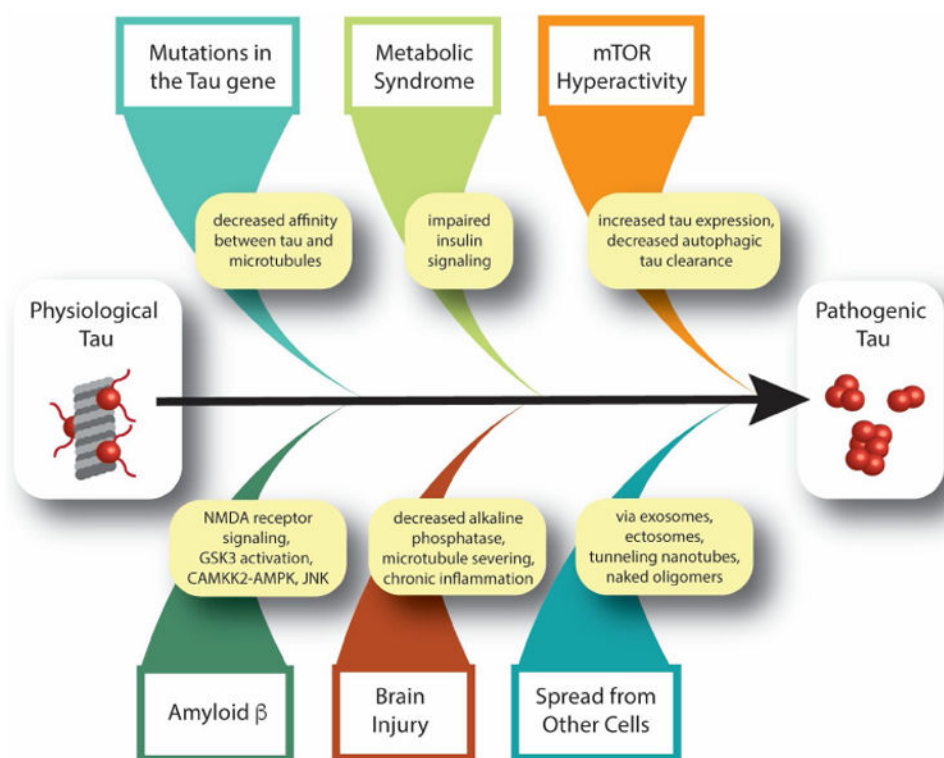 Mutations in
the Tau gene
Metabolic
Syndrome
mTOR
Hyperactivity
decreased affinity
between tau and
microtubules
impaired
insulin
signaling
increased tau expression,
decreased autophagic
tau clearance
Physiological
Tau
Pathogenic
Tau
NMDA receptor
signaling,
GSK3 activation,
CAMKK2-AMPK, JNK
decreased alkaline
phosphatase,
microtubule severing,
chronic inflammation
via exosomes,
ectosomes,
tunneling nanotubes,
naked oligomers
Amyloid β
Brain
Injury
Spread from
Other Cells